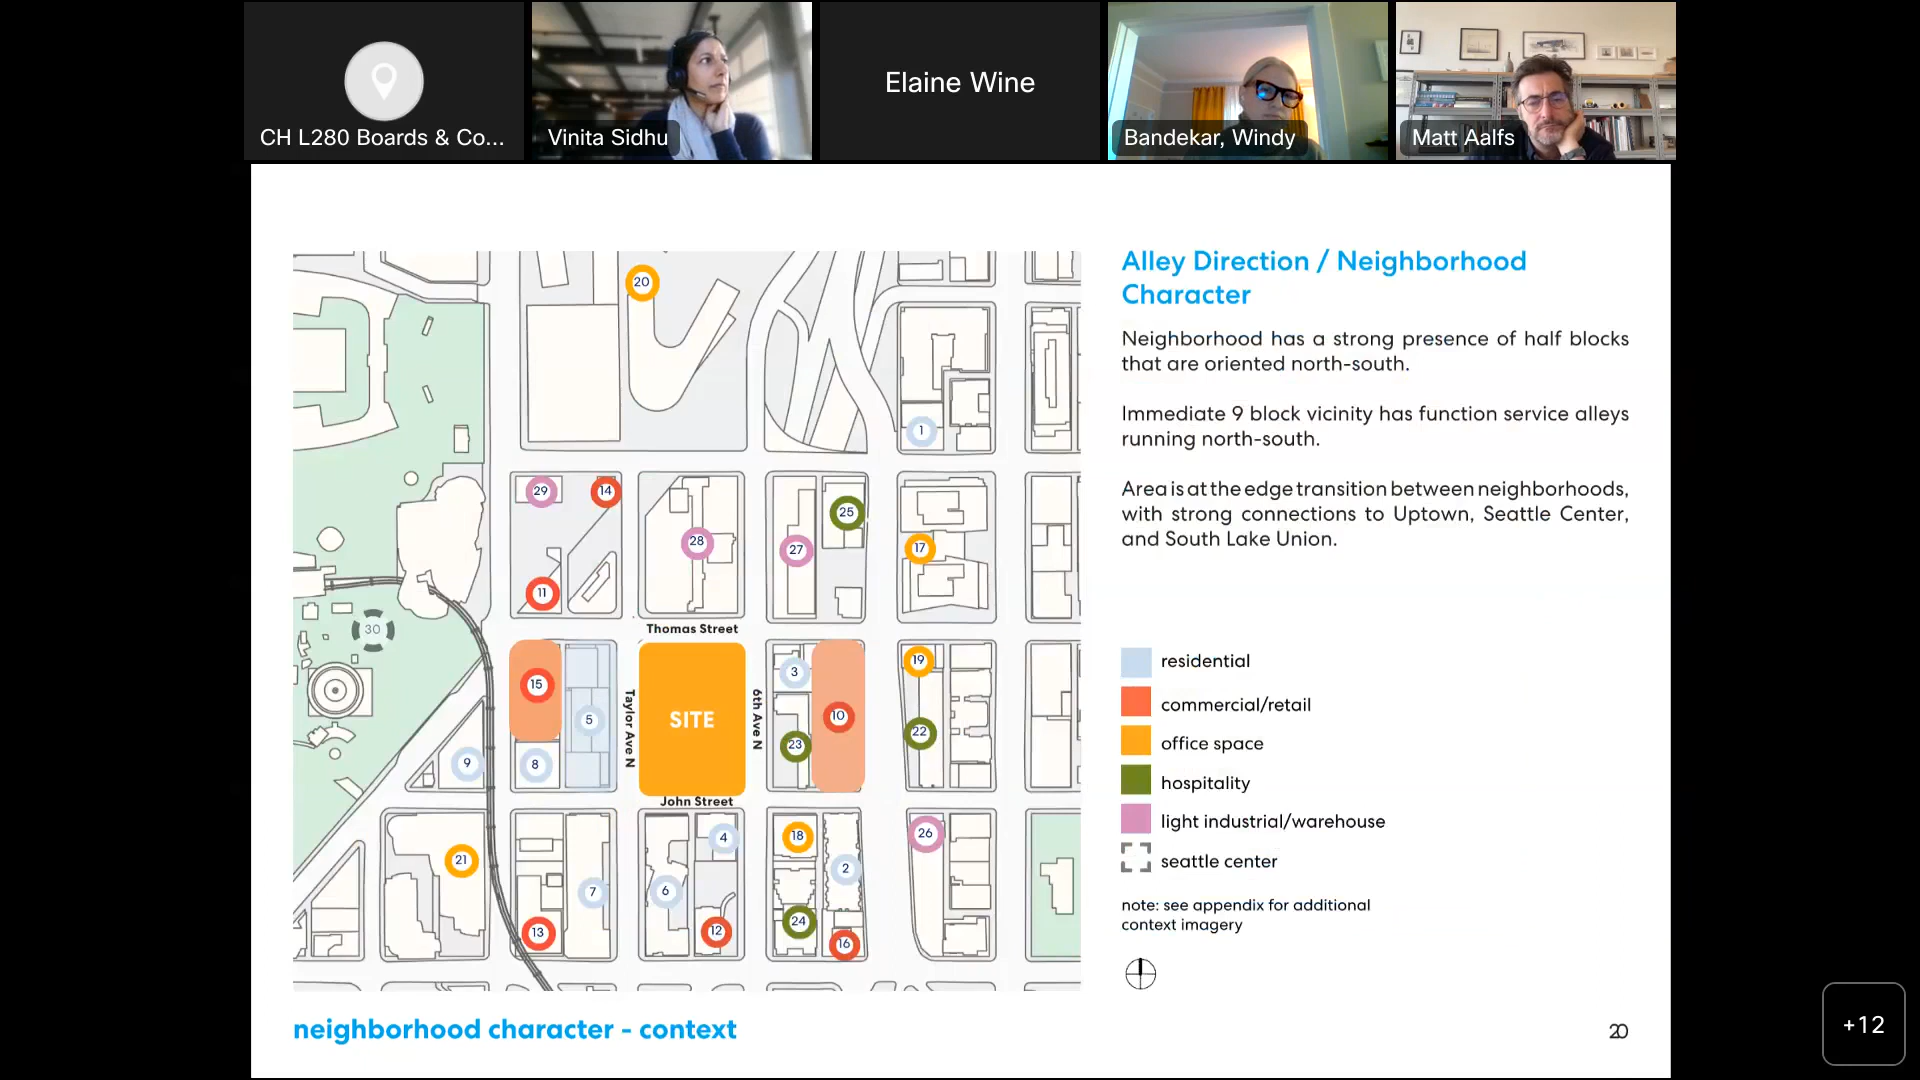 CH L280 Boards & Co...
Vinita Sidhu
Elaine Wine
Bandekar, Windy
Matt Aalfs
Alley Direction / Neighborhood
Character
Neighborhood has a strong presence of half blocks
that are oriented north-south.
Immediate 9 block vicinity has function service alleys
running north-south.
Area is at the edge transition between neighborhoods,
with strong connections to Uptown, Seattle Center,
and South Lake Union.
20
1
29
14
28
27
25
17
11
30
Thomas Street
15
5
8
9
Taylor Ave N
SITE
6th Ave N
3
23
10
19
22
John Street
21
13
7
6
4
12
18
24
2
16
26
residential
commercial/retail
office space
hospitality
light industrial/warehouse
seattle center
note: see appendix for additional
context imagery
neighborhood character - context
20
+12